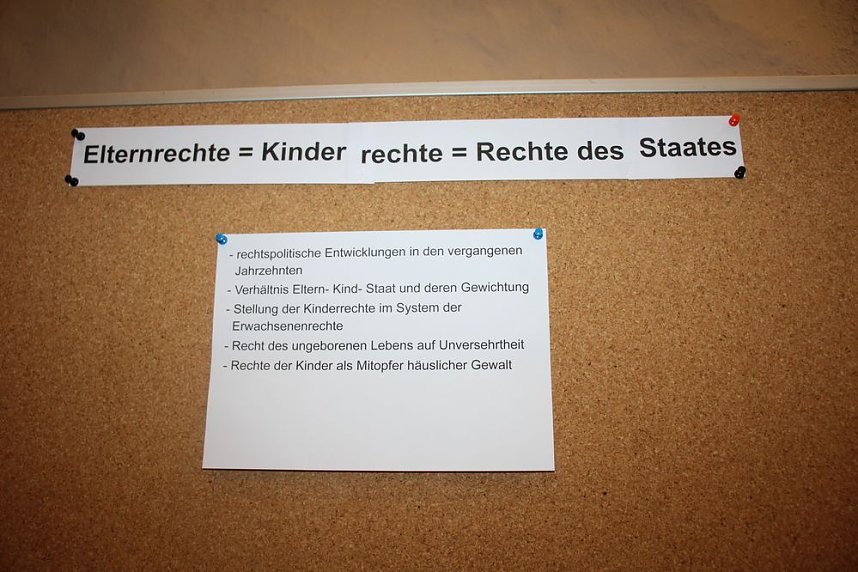 Elternrechte = Kinder rechte = Rechte des Staates
- rechtspolitische Entwicklungen in den vergangenen
Jahrzehnten
- Verhältnis Eltern- Kind- Staat und deren Gewichtung
- Stellung der Kinderrechte im System der
Erwachsenenrechte
- Recht des ungeborenen Lebens auf Unversehrtheit
- Rechte der Kinder als Mitopfer häuslicher Gewalt